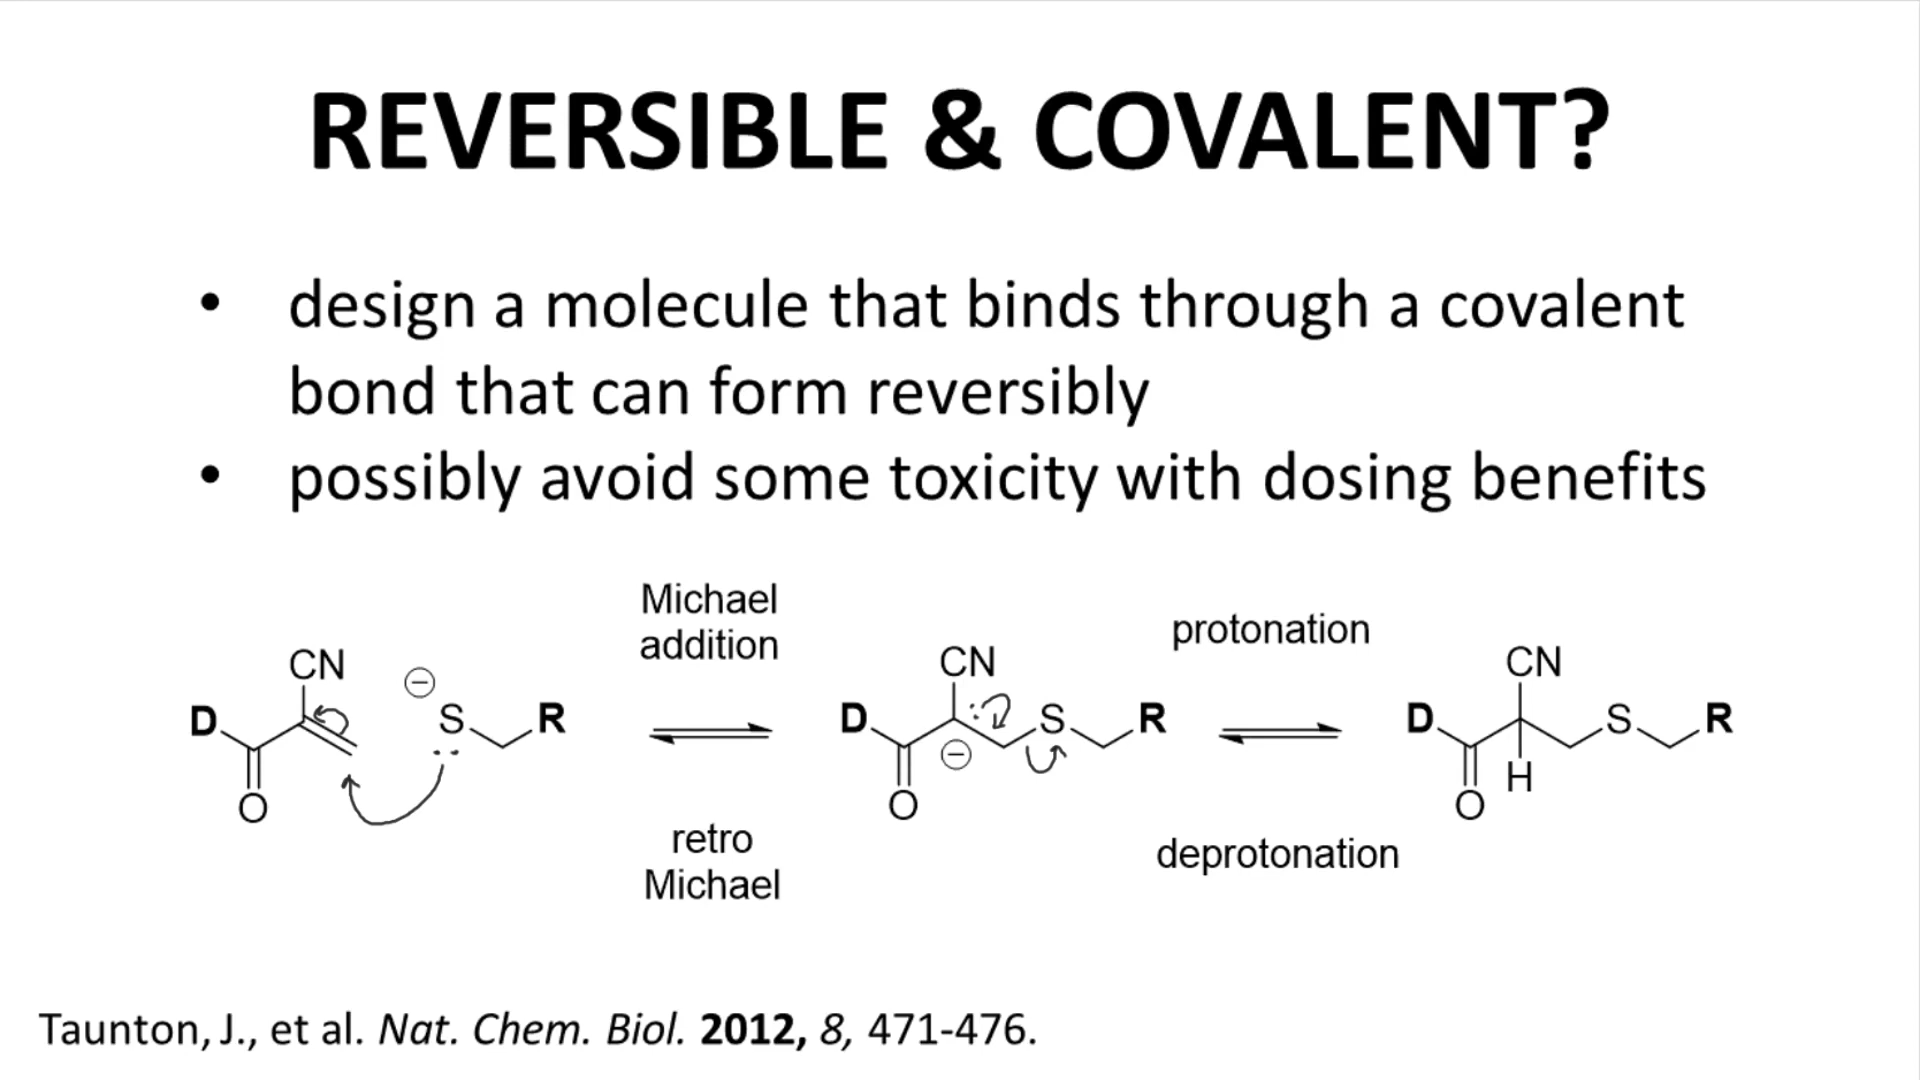 REVERSIBLE & COVALENT?
• design a molecule that binds through a covalent
bond that can form reversibly
• possibly avoid some toxicity with dosing benefits
Michael
addition
protonation
CN
⊖
CN
CN
D
S
R
D
S
R
D
S
R
⊖
H
O
O
O
retro
Michael
deprotonation
Taunton, J., et al. Nat. Chem. Biol. 2012, 8, 471-476.